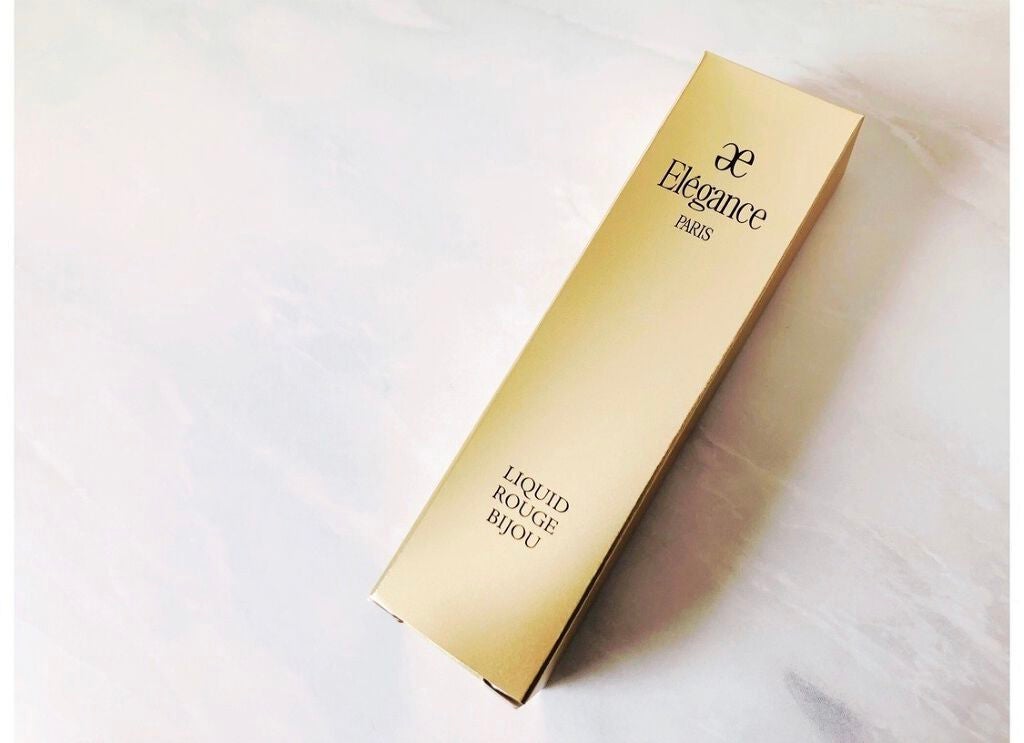 æ
Elégance
PARIS
LIQUID
ROUGE
BIJOU